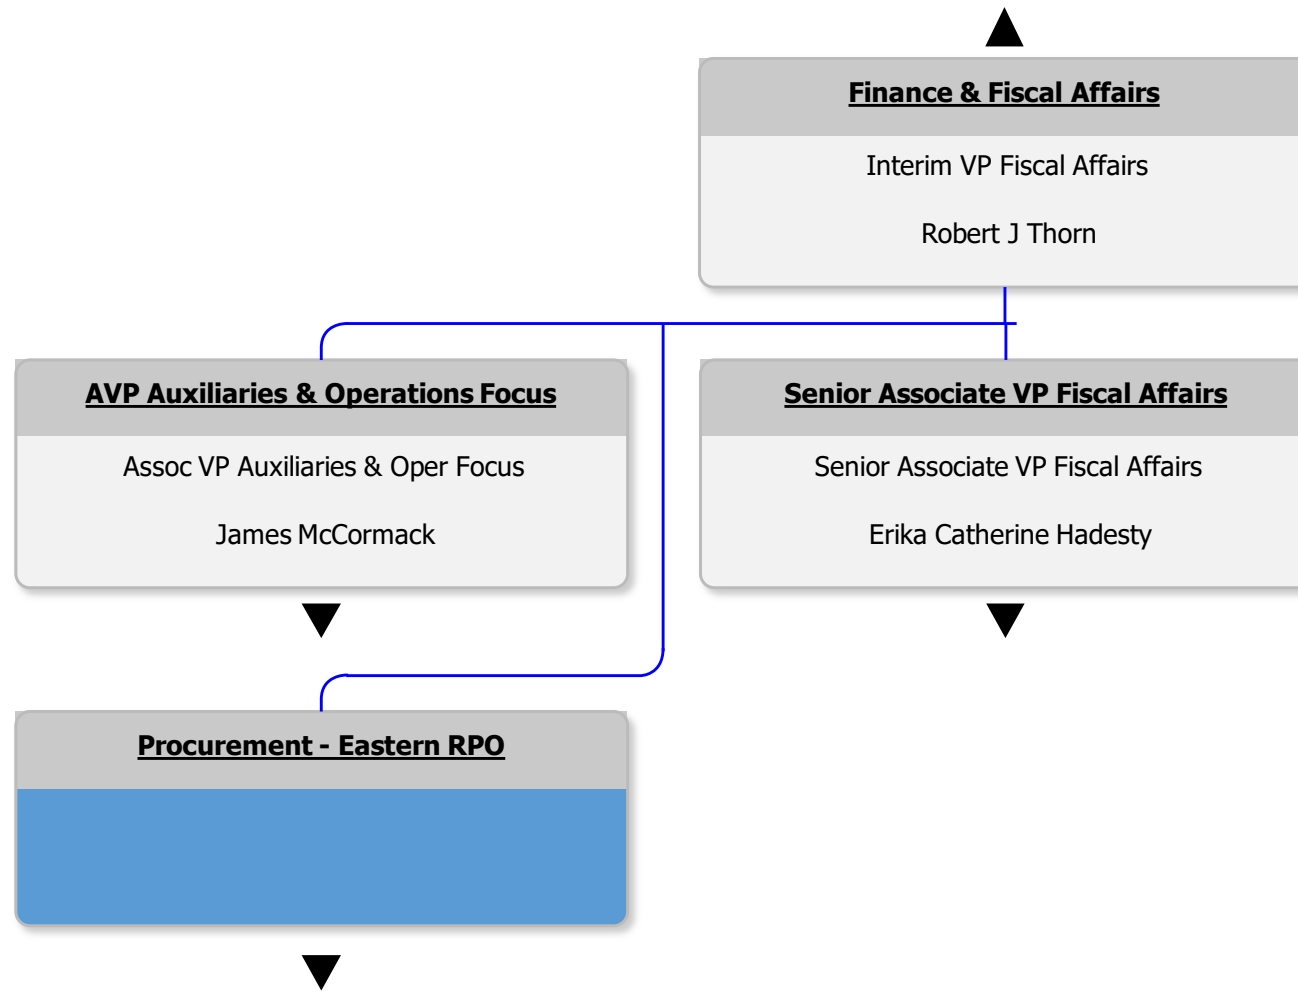 Finance & Fiscal Affairs
Interim VP Fiscal Affairs
Robert J Thorn
AVP Auxiliaries & Operations Focus
Assoc VP Auxiliaries & Oper Focus
James McCormack
Senior Associate VP Fiscal Affairs
Senior Associate VP Fiscal Affairs
Erika Catherine Hadesty
Procurement - Eastern RPO